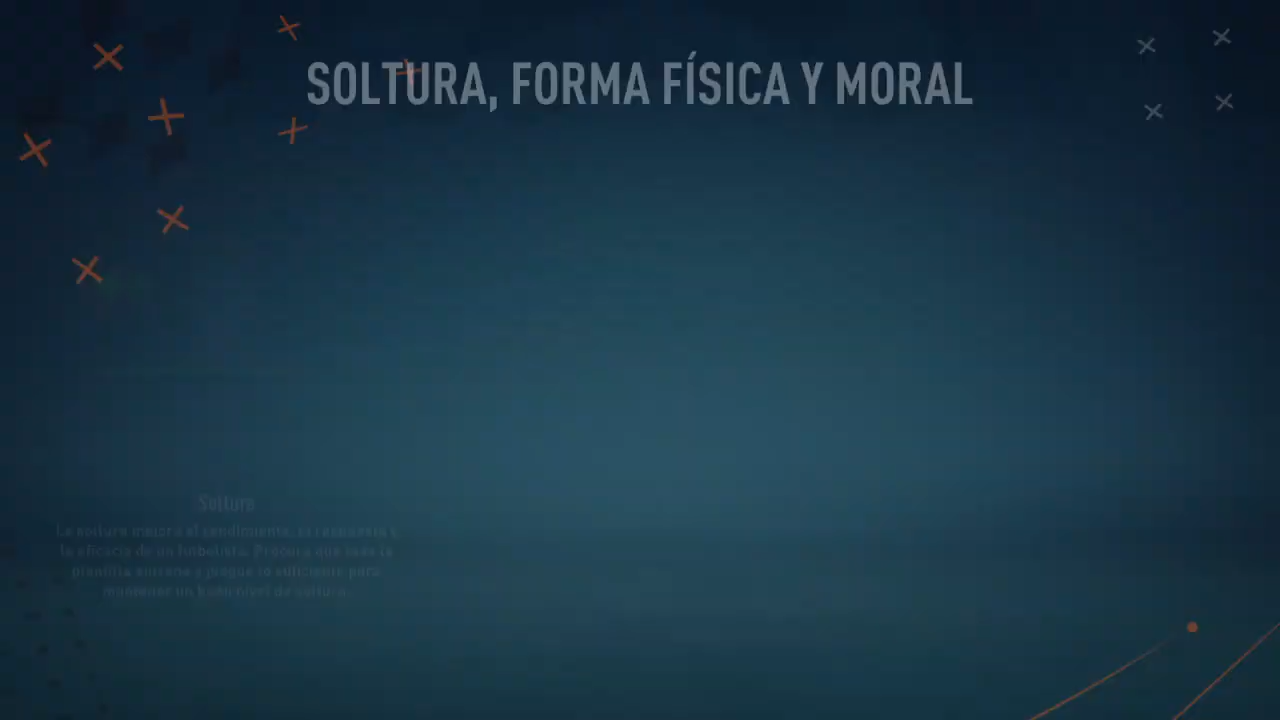 SOLTURA, FORMA FÍSICA Y MORAL
Soltura
La soltura mejora el rendimiento, la respuesta y
la eficacia de un futbolista. Procura que toda la
plantilla entrene y juegue lo suficiente para
mantener un buen nivel de soltura.